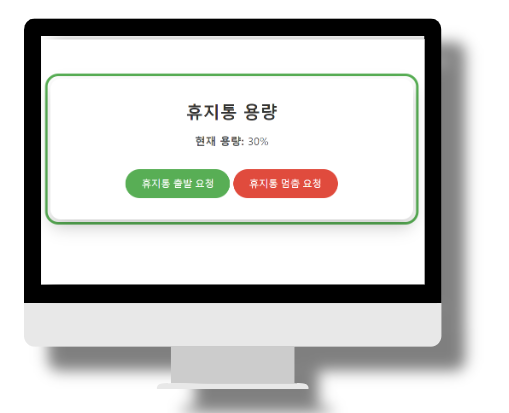 휴지통 용량
현재 용량: 30%
휴지통 출발 요청 휴지통 멈춤 요청